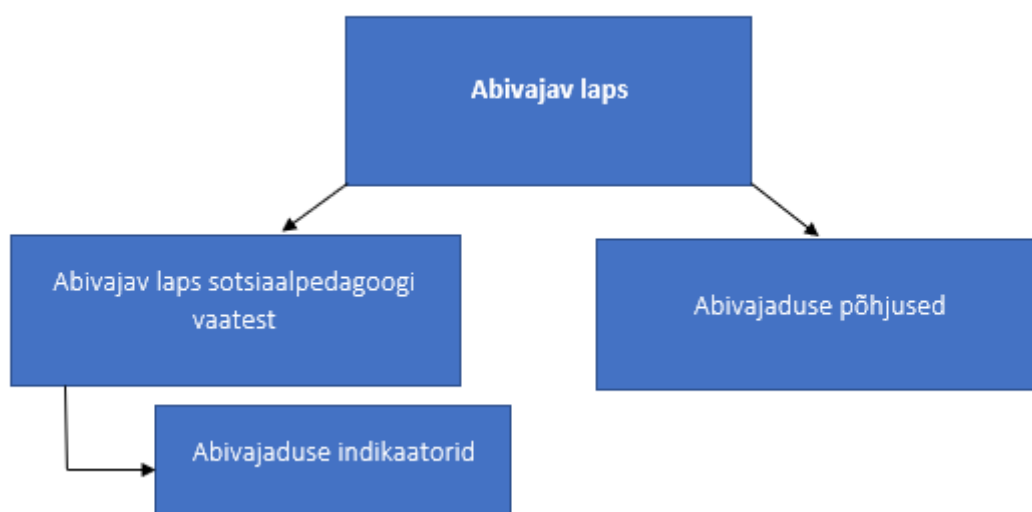 Abivajav laps
Abivajav laps sotsiaalpedagoogi
vaatest
Abivajaduse põhjused
Abivajaduse indikaatorid